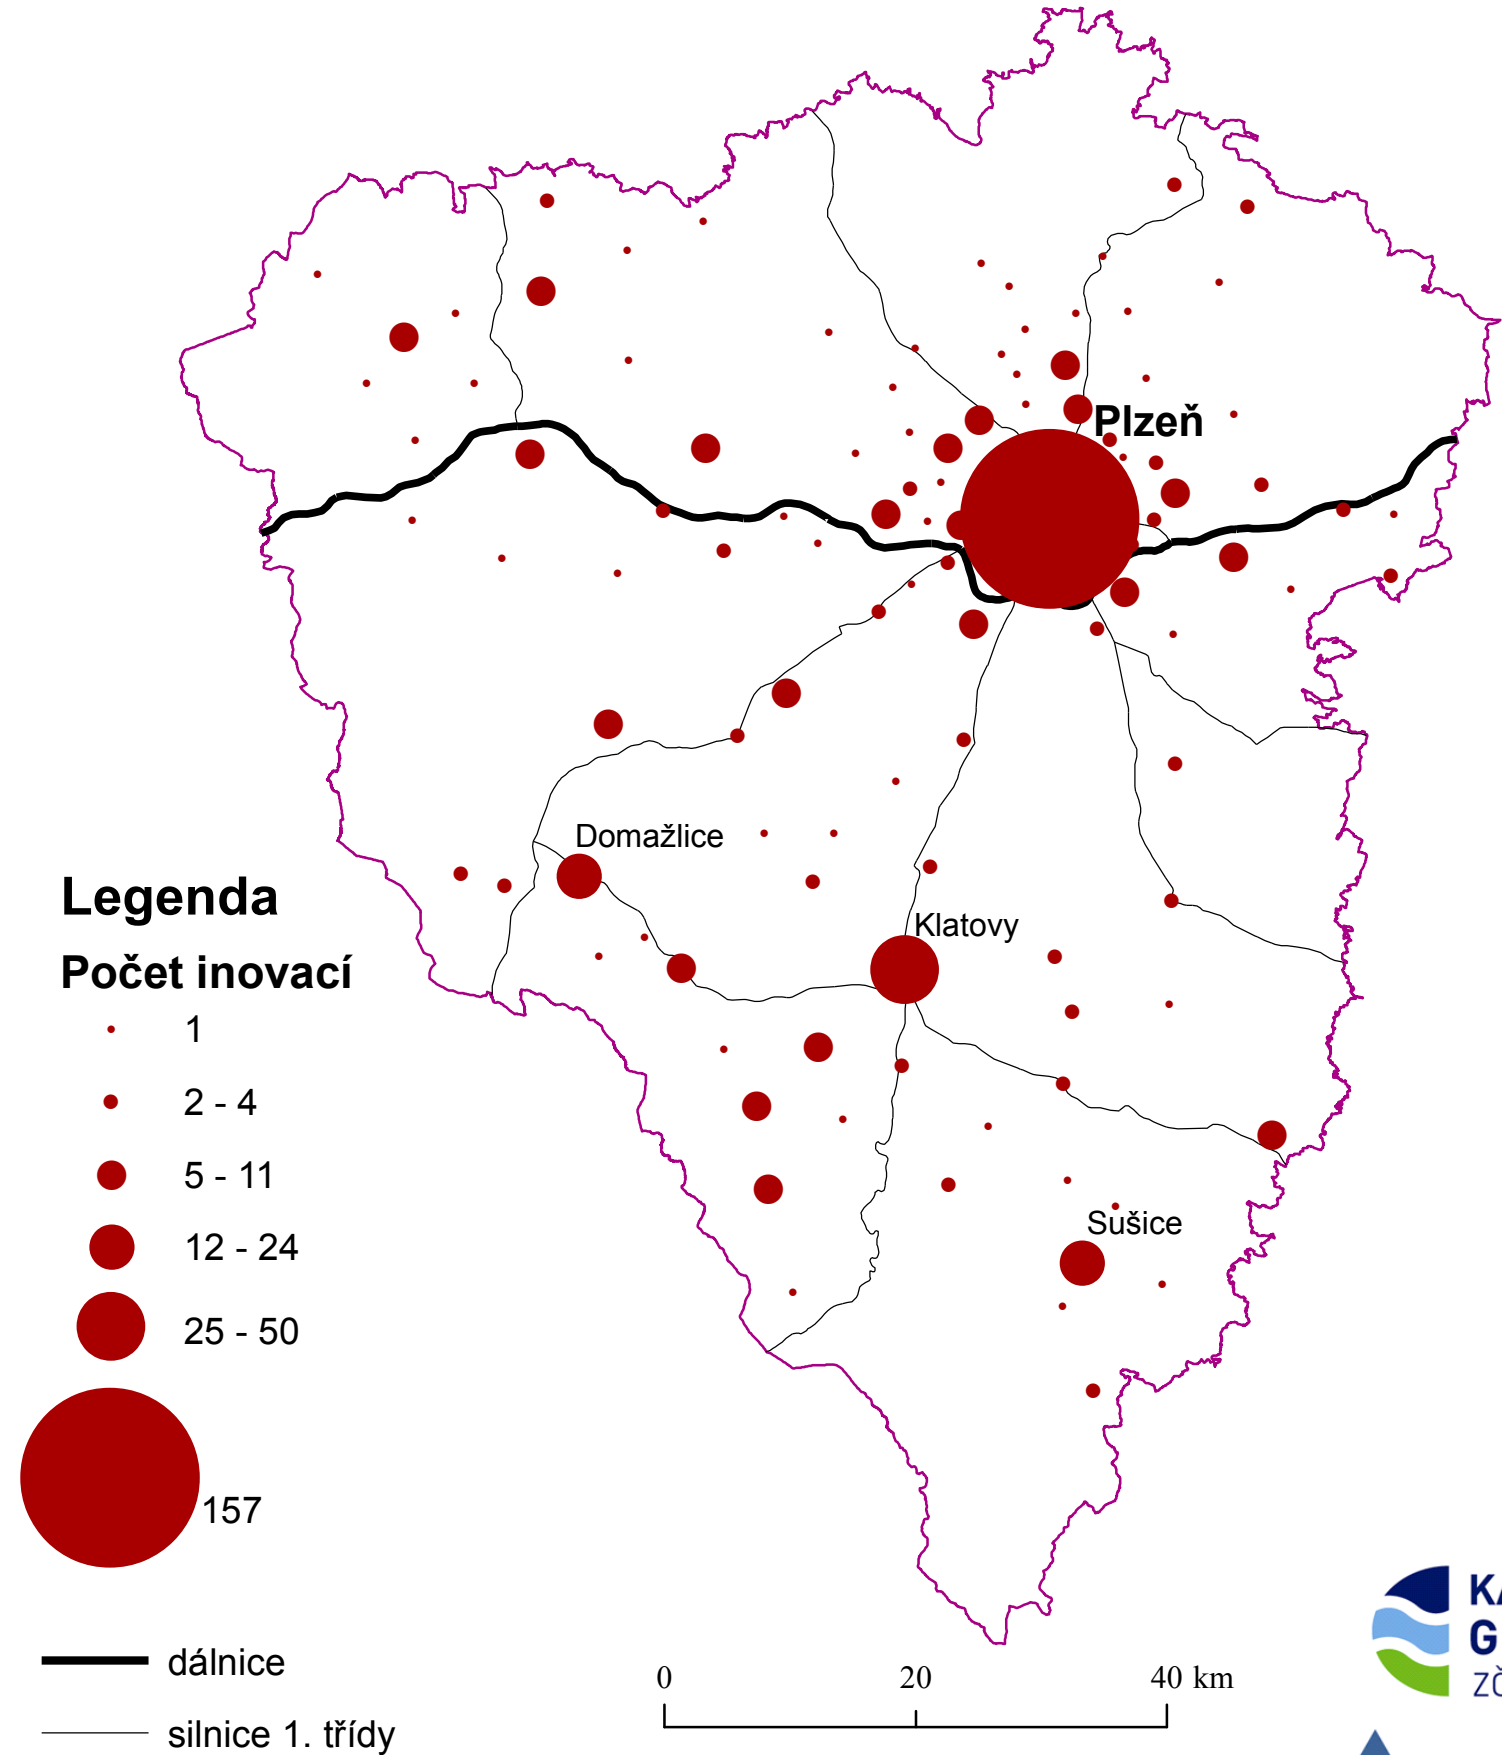 Plzeň
Domažlice
Klatovy
Sušice
Legenda
Počet inovací
1
2 - 4
5 - 11
12 - 24
25 - 50
157
dálnice
silnice 1. třídy
0 20 40 km